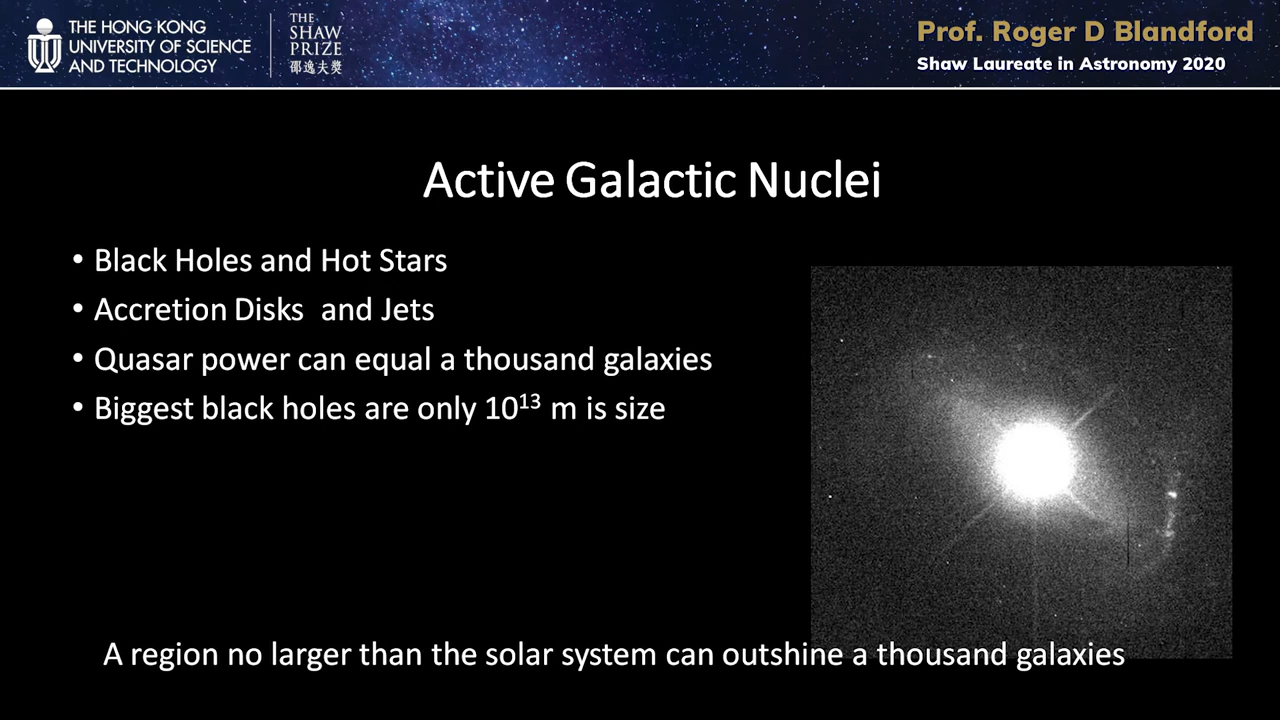 THE HONG KONG
UNIVERSITY OF SCIENCE
AND TECHNOLOGY
THE
SHAW
PRIZE
邵逸夫獎
Prof. Roger D Blandford
Shaw Laureate in Astronomy 2020
Active Galactic Nuclei
• Black Holes and Hot Stars
• Accretion Disks  and Jets
• Quasar power can equal a thousand galaxies
• Biggest black holes are only 10¹³ m is size
A region no larger than the solar system can outshine a thousand galaxies